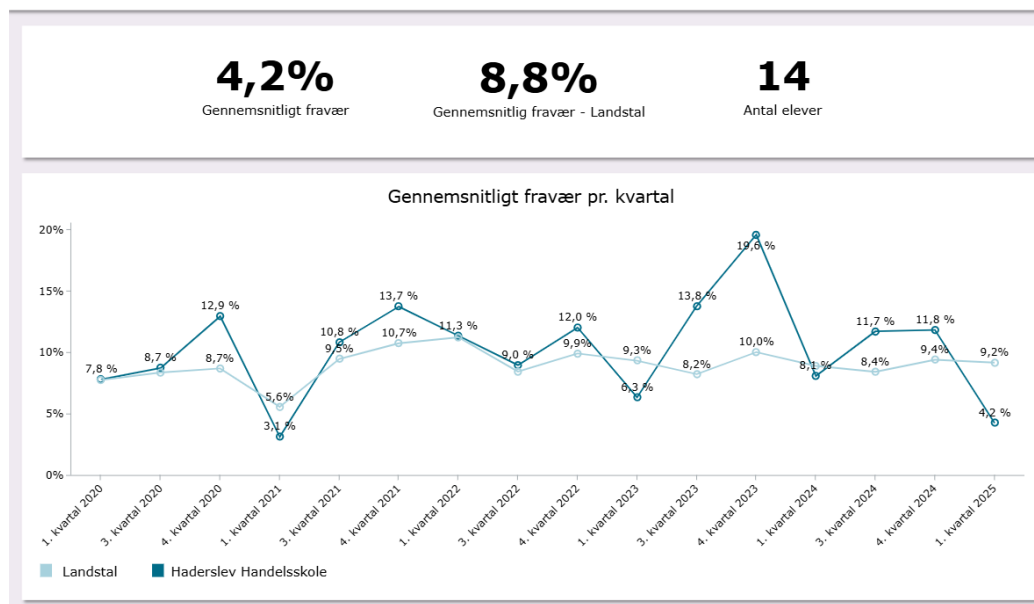 4,2%
Gennemsnitligt fravær
8,8%
Gennemsnitlig fravær - Landstal
14
Antal elever
Gennemsnitligt fravær pr. kvartal
20%
15%
10%
5%
0%
7,8 %
8,7 %
12,9 %
8,7%
5,6%
3,1 %
10,8 %
9,5%
13,7 %
10,7%
11,3 %
9,0 %
12,0 %
9,9%
9,3%
6,3 %
13,8 %
8,2%
19,6 %
10,0%
8,1 %
11,7 %
8,4%
11,8 %
9,4%
9,2%
4,2 %
1. kvartal 2020
3. kvartal 2020
4. kvartal 2020
1. kvartal 2021
3. kvartal 2021
4. kvartal 2021
1. kvartal 2022
3. kvartal 2022
4. kvartal 2022
1. kvartal 2023
3. kvartal 2023
4. kvartal 2023
1. kvartal 2024
3. kvartal 2024
4. kvartal 2024
1. kvartal 2025
Landstal
Haderslev Handelsskole